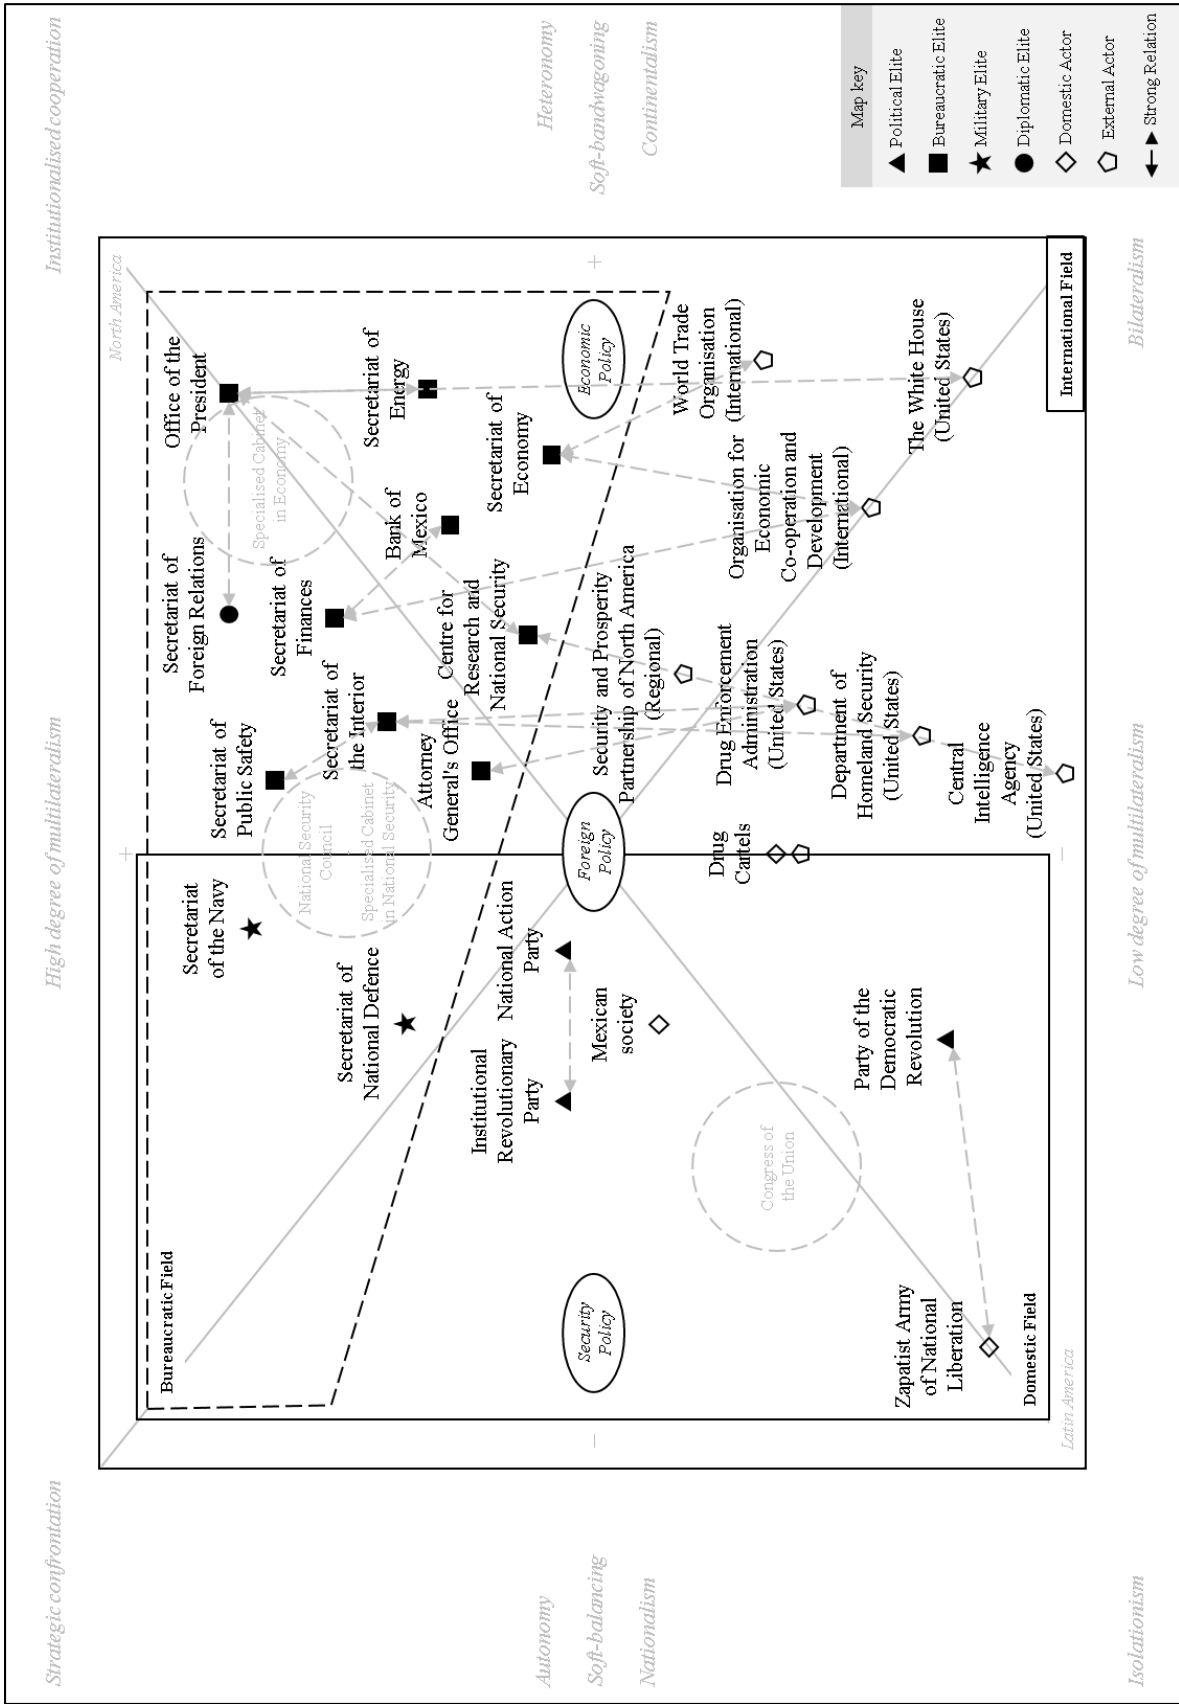 Strategic confrontation
High degree of multilateralism
Institutionalised cooperation
North America
+
Bureaucratic Field
Secretariat
of the Navy
Secretariat of
Public Safety
Secretariat of
Foreign Relations
Office of the
President
Specialised Cabinet
in Economy
National Security
Council
Specialised Cabinet
in National Security
Secretariat of
the Interior
Secretariat of
Finances
Secretariat of
Energy
Secretariat of
National Defence
Attorney
General's Office
Centre for
Research and
National Security
Bank of
Mexico
Secretariat of
Economy
Institutional
Revolutionary
Party
National Action
Party
Autonomy
Soft-balancing
Nationalism
−
Security
Policy
Foreign
Policy
Economic
Policy
+
Heteronomy
Soft-bandwagoning
Continentalism
Mexican
society
Security and Prosperity
Partnership of North America
(Regional)
World Trade
Organisation
(International)
Drug
Cartels
Drug Enforcement
Administration
(United States)
Organisation for
Economic
Co-operation and
Development
(International)
Congress of
the Union
Department of
Homeland Security
(United States)
The White House
(United States)
Party of the
Democratic
Revolution
Zapatist Army
of National
Liberation
Central
Intelligence
Agency
(United States)
Domestic Field
International Field
Latin America
−
Isolationism
Low degree of multilateralism
Bilateralism
Map key
Political Elite
Bureaucratic Elite
Military Elite
Diplomatic Elite
Domestic Actor
External Actor
Strong Relation